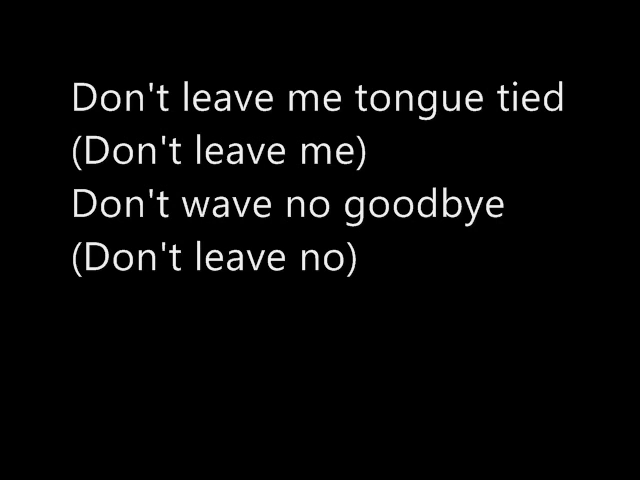 Don't leave me tongue tied
(Don't leave me)
Don't wave no goodbye
(Don't leave no)